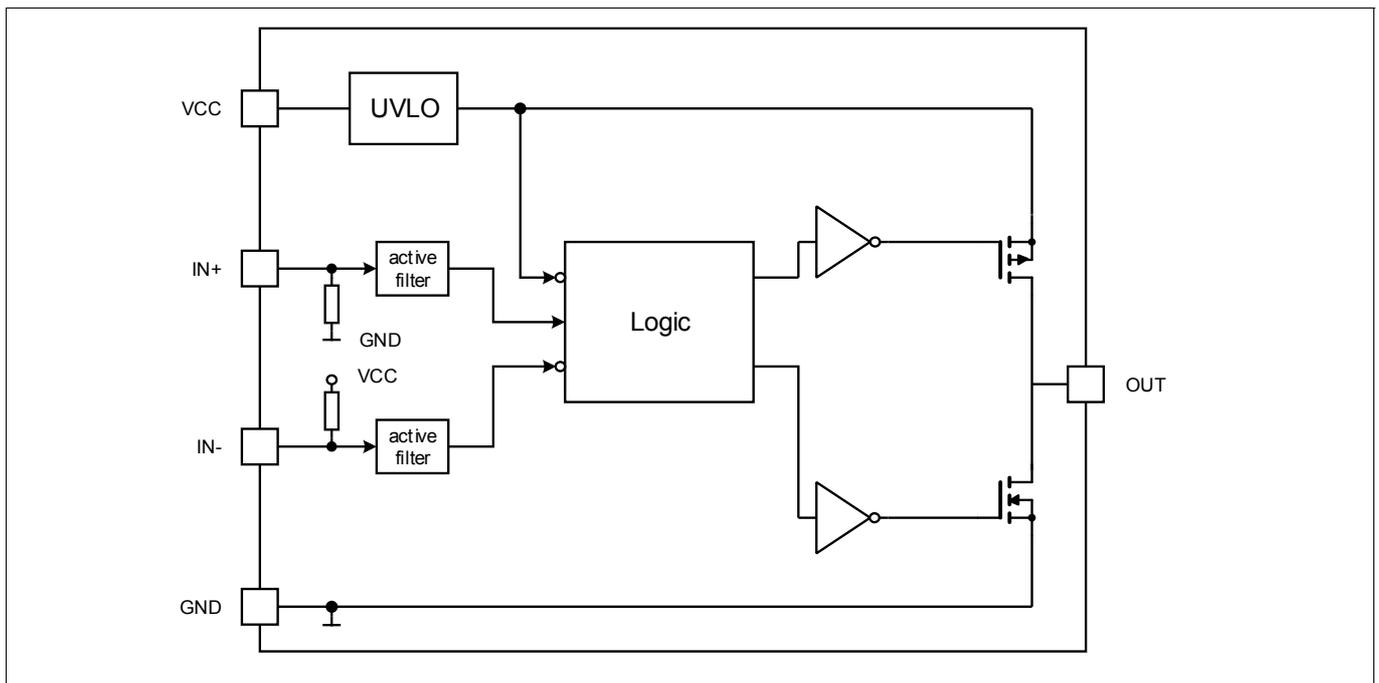 VCC
UVLO
IN+
active
filter
GND
Logic
VCC
OUT
IN-
active
filter
GND